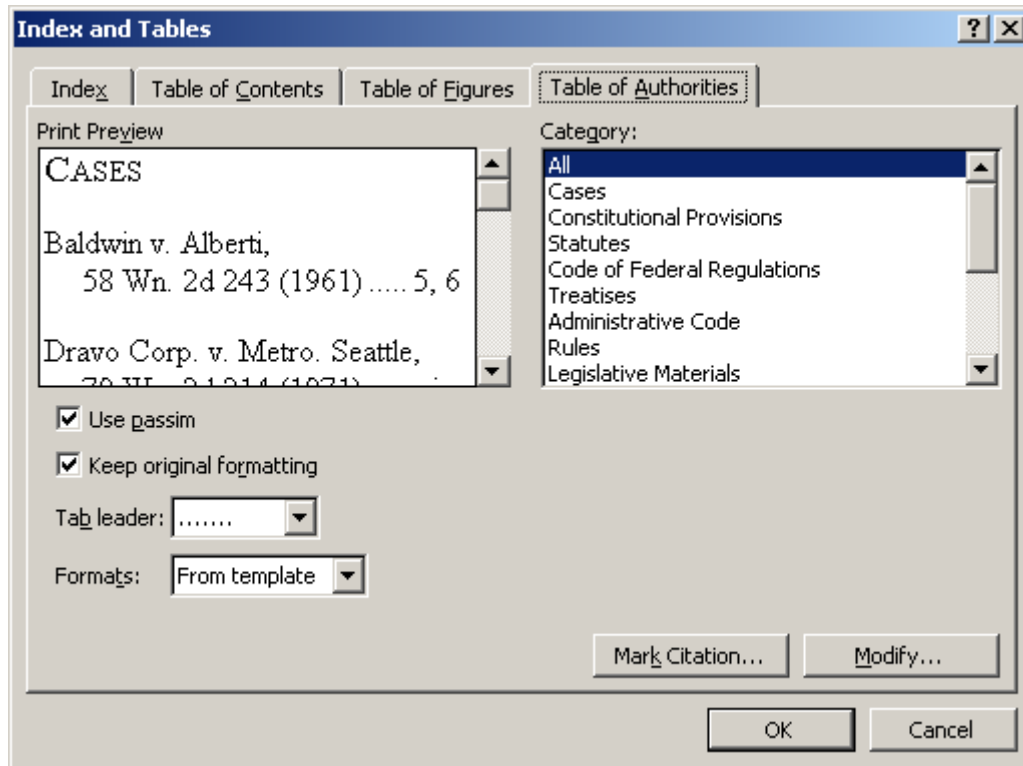 Index and Tables
Index
Table of Contents
Table of Figures
Table of Authorities
Print Preview
CASES
Baldwin v. Alberti,
58 Wn. 2d 243 (1961) ..... 5, 6
Dravo Corp. v. Metro. Seattle,
Category:
All
Cases
Constitutional Provisions
Statutes
Code of Federal Regulations
Treatises
Administrative Code
Rules
Legislative Materials
Use passim
Keep original formatting
Tab leader: .......
Formats: From template
Mark Citation... Modify...
OK Cancel